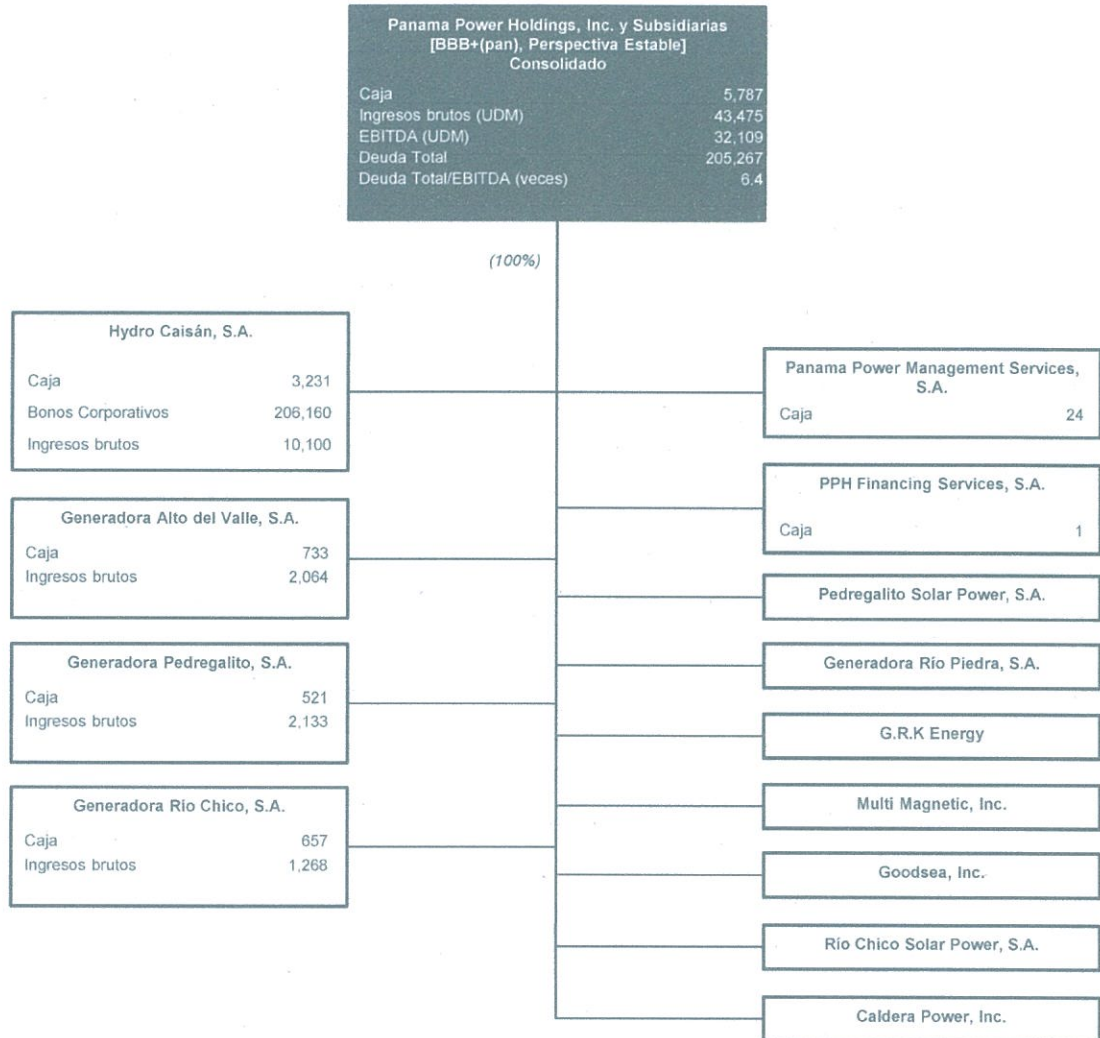 Panama Power Holdings, Inc. y Subsidiarias
[BBB+(pan), Perspectiva Estable]
Consolidado
Caja 5,787
Ingresos brutos (UDM) 43,475
EBITDA (UDM) 32,109
Deuda Total 205,267
Deuda Total/EBITDA (veces) 6.4
(100%)
Hydro Caisán, S.A.
Caja 3,231
Bonos Corporativos 206,160
Ingresos brutos 10,100
Generadora Alto del Valle, S.A.
Caja 733
Ingresos brutos 2,064
Generadora Pedregalito, S.A.
Caja 521
Ingresos brutos 2,133
Generadora Río Chico, S.A.
Caja 657
Ingresos brutos 1,268
Panama Power Management Services,
S.A.
Caja 24
PPH Financing Services, S.A.
Caja 1
Pedregalito Solar Power, S.A.
Generadora Río Piedra, S.A.
G.R.K Energy
Multi Magnetic, Inc.
Goodsea, Inc.
Río Chico Solar Power, S.A.
Caldera Power, Inc.